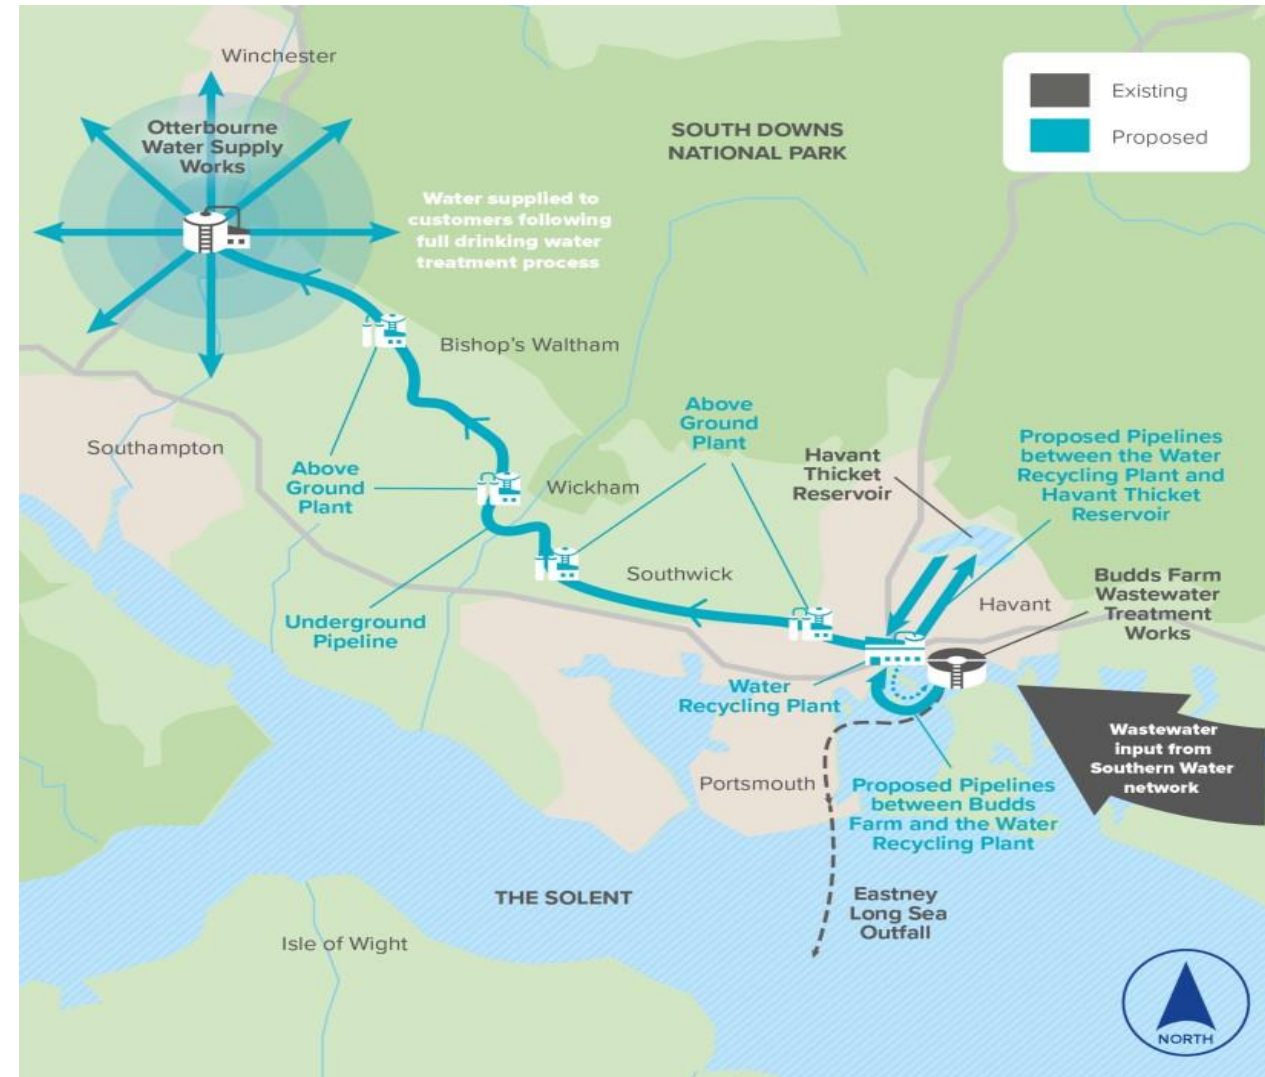 Winchester
Existing
Proposed
Otterbourne
Water Supply
Works
SOUTH DOWNS
NATIONAL PARK
Water supplied to
customers following
full drinking water
treatment process
Bishop's Waltham
Above
Ground
Plant
Southampton
Above
Ground
Plant
Wickham
Havant
Thicket
Reservoir
Proposed Pipelines
between the Water
Recycling Plant and
Havant Thicket
Reservoir
Southwick
Budds Farm
Wastewater
Treatment
Works
Havant
Underground
Pipeline
Water
Recycling Plant
Wastewater
input from
Southern Water
network
Portsmouth
Proposed Pipelines
between Budds
Farm and the Water
Recycling Plant
THE SOLENT
Eastney
Long Sea
Outfall
Isle of Wight
NORTH